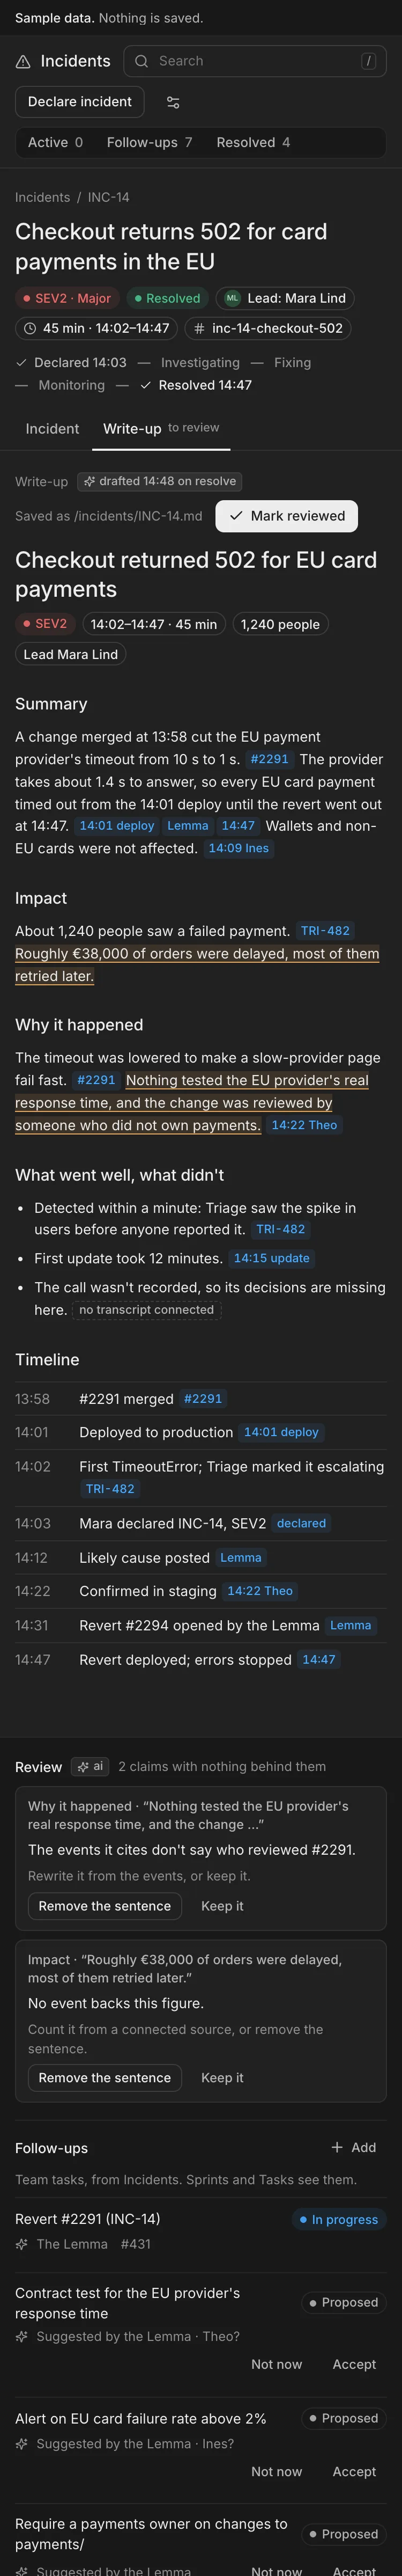 Sample data. Nothing is saved.
Incidents
Search
/
Declare incident
Active 0 Follow-ups 7 Resolved 4
Incidents / INC-14
Checkout returns 502 for card
payments in the EU
SEV2 · Major
Resolved
ML Lead: Mara Lind
45 min · 14:02–14:47
# inc-14-checkout-502
✓ Declared 14:03 — Investigating — Fixing
— Monitoring — ✓ Resolved 14:47
Incident
Write-up to review
Write-up drafted 14:48 on resolve
Saved as /incidents/INC-14.md
✓ Mark reviewed
Checkout returned 502 for EU card
payments
SEV2
14:02–14:47 · 45 min
1,240 people
Lead Mara Lind
Summary
A change merged at 13:58 cut the EU payment
provider's timeout from 10 s to 1 s. #2291 The provider
takes about 1.4 s to answer, so every EU card payment
timed out from the 14:01 deploy until the revert went out
at 14:47. 14:01 deploy Lemma 14:47 Wallets and non-
EU cards were not affected. 14:09 Ines
Impact
About 1,240 people saw a failed payment. TRI-482
Roughly €38,000 of orders were delayed, most of them
retried later.
Why it happened
The timeout was lowered to make a slow-provider page
fail fast. #2291 Nothing tested the EU provider's real
response time, and the change was reviewed by
someone who did not own payments. 14:22 Theo
What went well, what didn't
• Detected within a minute: Triage saw the spike in
users before anyone reported it. TRI-482
• First update took 12 minutes. 14:15 update
• The call wasn't recorded, so its decisions are missing
here. no transcript connected
Timeline
13:58 #2291 merged #2291
14:01 Deployed to production 14:01 deploy
14:02 First TimeoutError; Triage marked it escalating
TRI-482
14:03 Mara declared INC-14, SEV2 declared
14:12 Likely cause posted Lemma
14:22 Confirmed in staging 14:22 Theo
14:31 Revert #2294 opened by the Lemma Lemma
14:47 Revert deployed; errors stopped 14:47
Review ai 2 claims with nothing behind them
Why it happened · “Nothing tested the EU provider's
real response time, and the change …”
The events it cites don't say who reviewed #2291.
Rewrite it from the events, or keep it.
Remove the sentence Keep it
Impact · “Roughly €38,000 of orders were delayed,
most of them retried later.”
No event backs this figure.
Count it from a connected source, or remove the
sentence.
Remove the sentence Keep it
Follow-ups
+ Add
Team tasks, from Incidents. Sprints and Tasks see them.
Revert #2291 (INC-14)
In progress
The Lemma #431
Contract test for the EU provider's
response time
Proposed
Suggested by the Lemma · Theo?
Not now Accept
Alert on EU card failure rate above 2%
Proposed
Suggested by the Lemma · Ines?
Not now Accept
Require a payments owner on changes to
payments/
Proposed
Suggested by the Lemma
Not now Accept